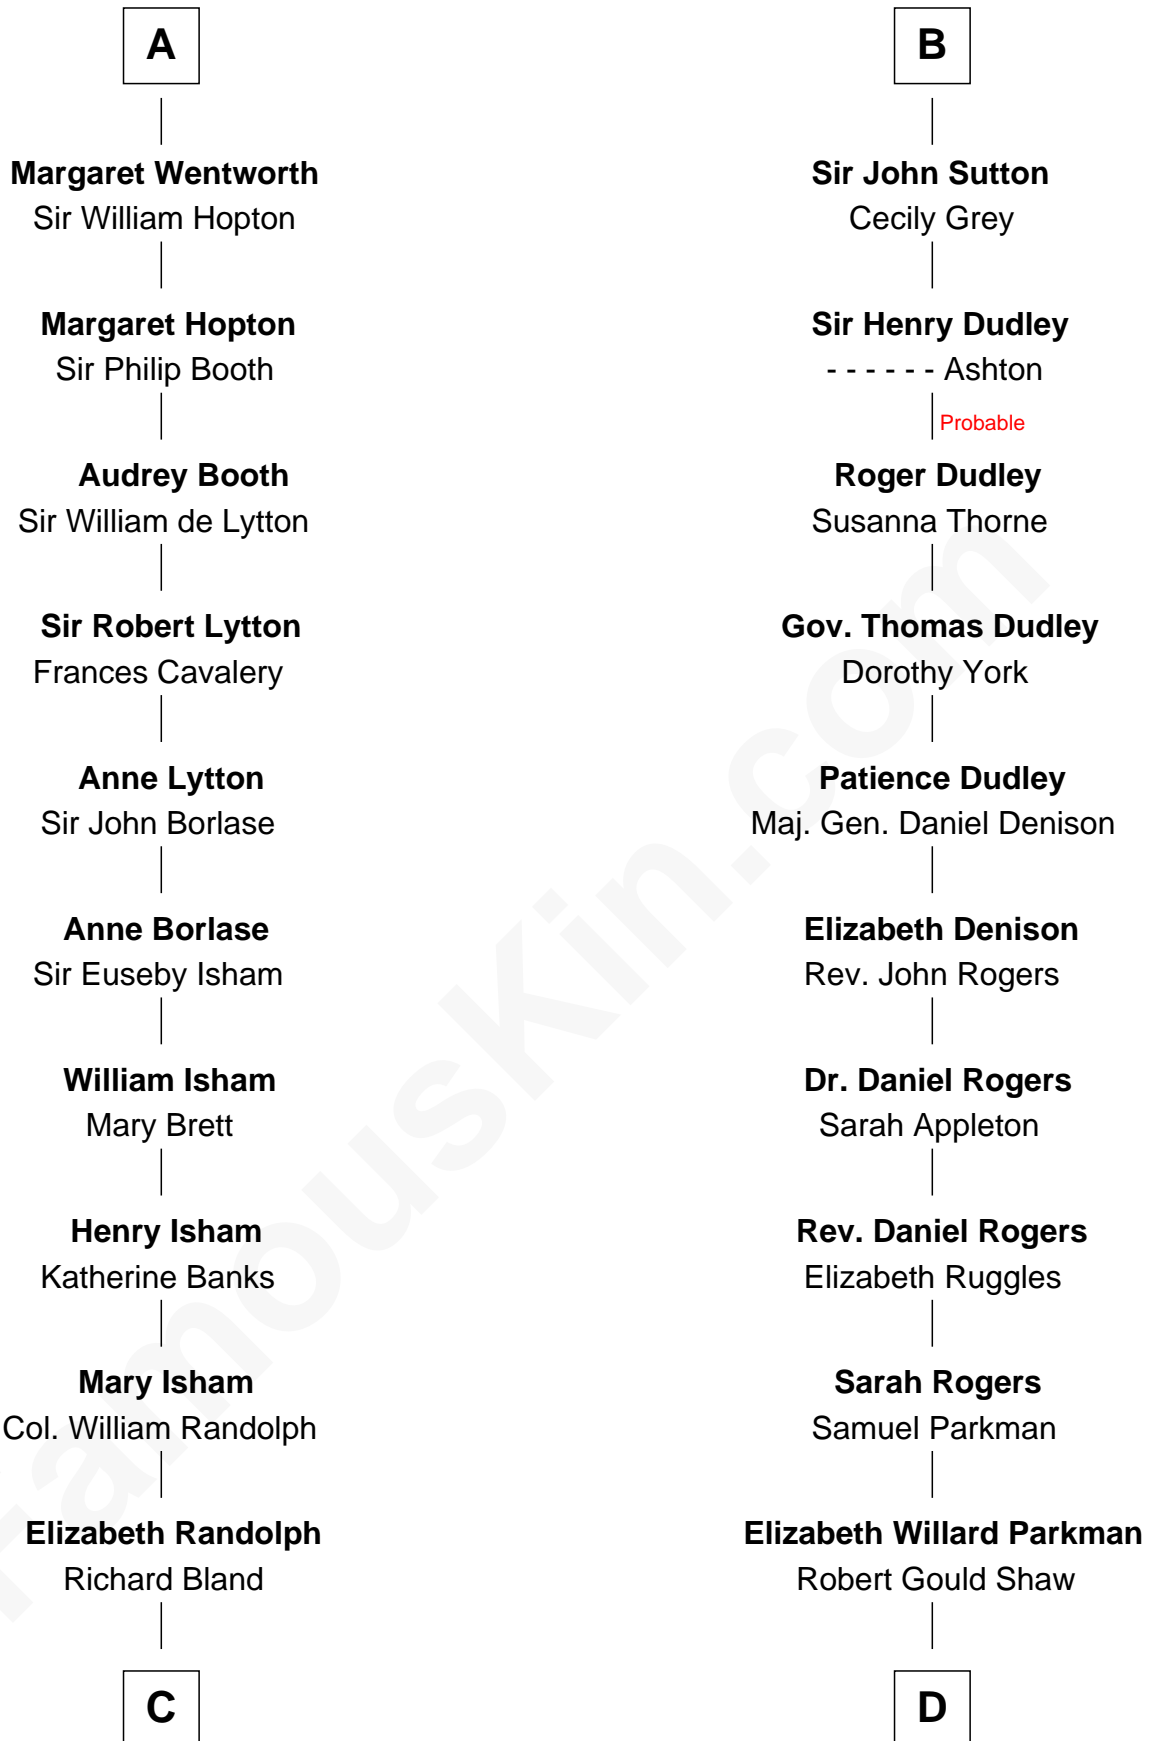 A
Margaret Wentworth
Sir William Hopton
Margaret Hopton
Sir Philip Booth
Audrey Booth
Sir William de Lytton
Sir Robert Lytton
Frances Cavalery
Anne Lytton
Sir John Borlase
Anne Borlase
Sir Euseby Isham
William Isham
Mary Brett
Henry Isham
Katherine Banks
Mary Isham
Col. William Randolph
Elizabeth Randolph
Richard Bland
C
B
Sir John Sutton
Cecily Grey
Sir Henry Dudley
- - - - - - Ashton
Probable
Roger Dudley
Susanna Thorne
Gov. Thomas Dudley
Dorothy York
Patience Dudley
Maj. Gen. Daniel Denison
Elizabeth Denison
Rev. John Rogers
Dr. Daniel Rogers
Sarah Appleton
Rev. Daniel Rogers
Elizabeth Ruggles
Sarah Rogers
Samuel Parkman
Elizabeth Willard Parkman
Robert Gould Shaw
D
FamousKin.com